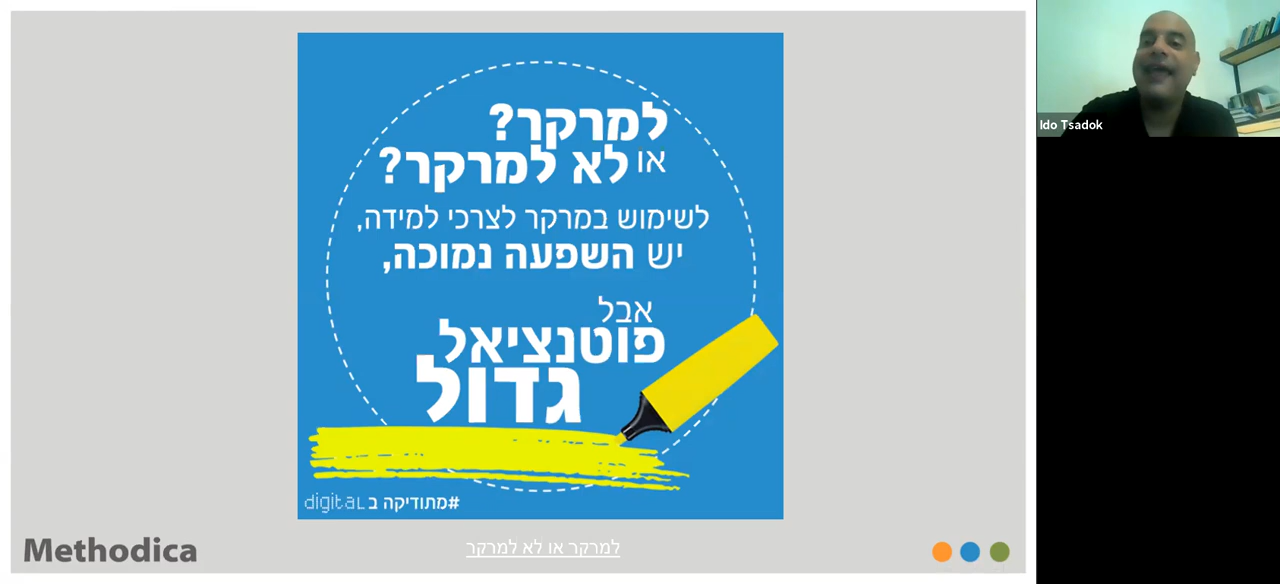 למרקר?
או לא למרקר?
לשימוש במרקר לצרכי למידה,
יש השפעה נמוכה,
אבל
פוטנציאל
גדול
#מתודיקה ב digital
למרקר או לא למרקר
Methodica
Ido Tsadok